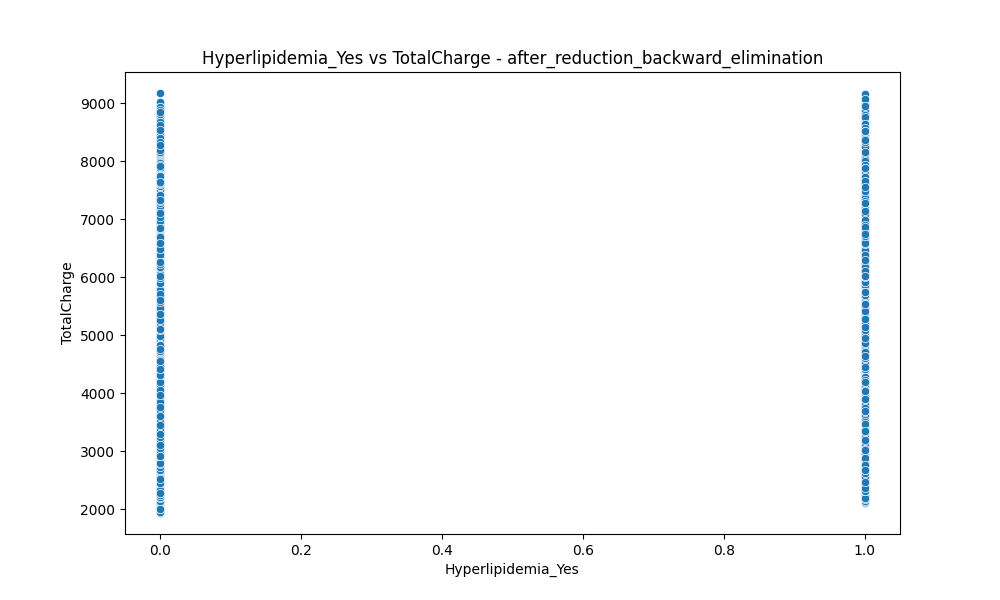 Hyperlipidemia_Yes vs TotalCharge - after_reduction_backward_elimination
9000
8000
7000
6000
5000
4000
3000
2000
TotalCharge
0.0 0.2 0.4 0.6 0.8 1.0
Hyperlipidemia_Yes